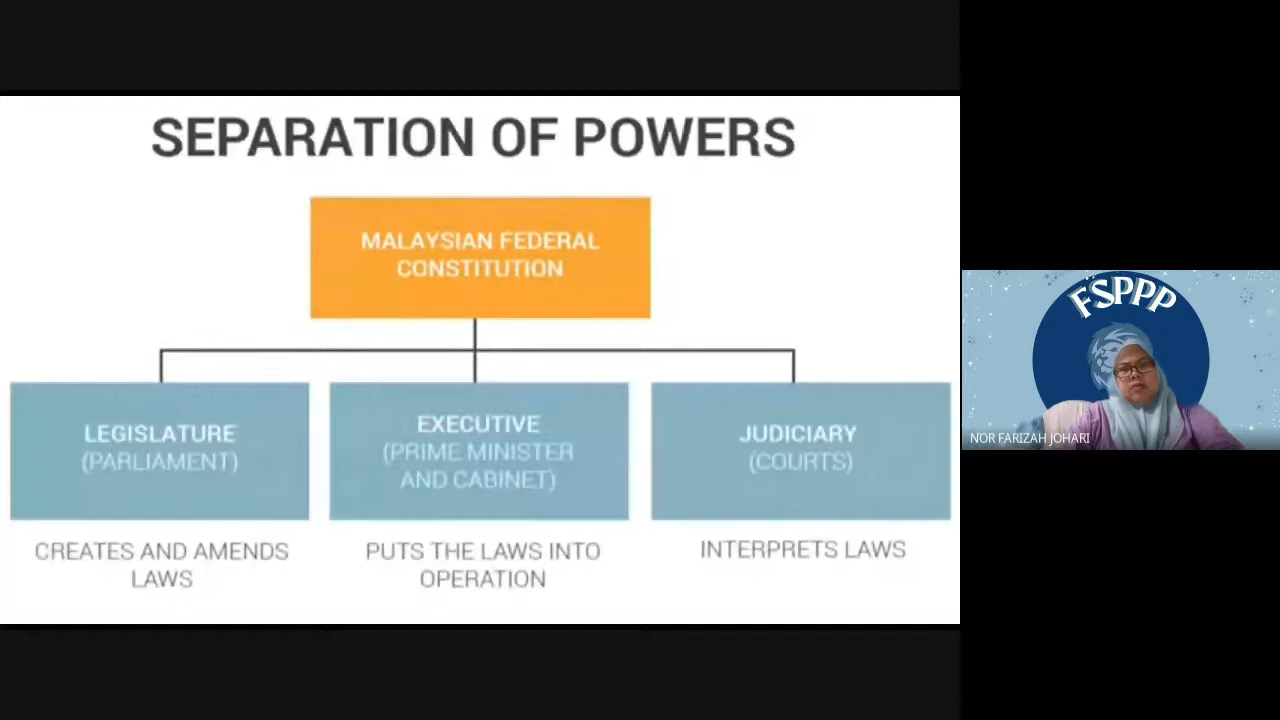 SEPARATION OF POWERS
MALAYSIAN FEDERAL
CONSTITUTION
LEGISLATURE
(PARLIAMENT)
EXECUTIVE
(PRIME MINISTER
AND CABINET)
JUDICIARY
(COURTS)
CREATES AND AMENDS
LAWS
PUTS THE LAWS INTO
OPERATION
INTERPRETS LAWS
FSPPP
NOR FARIZAH JOHARI